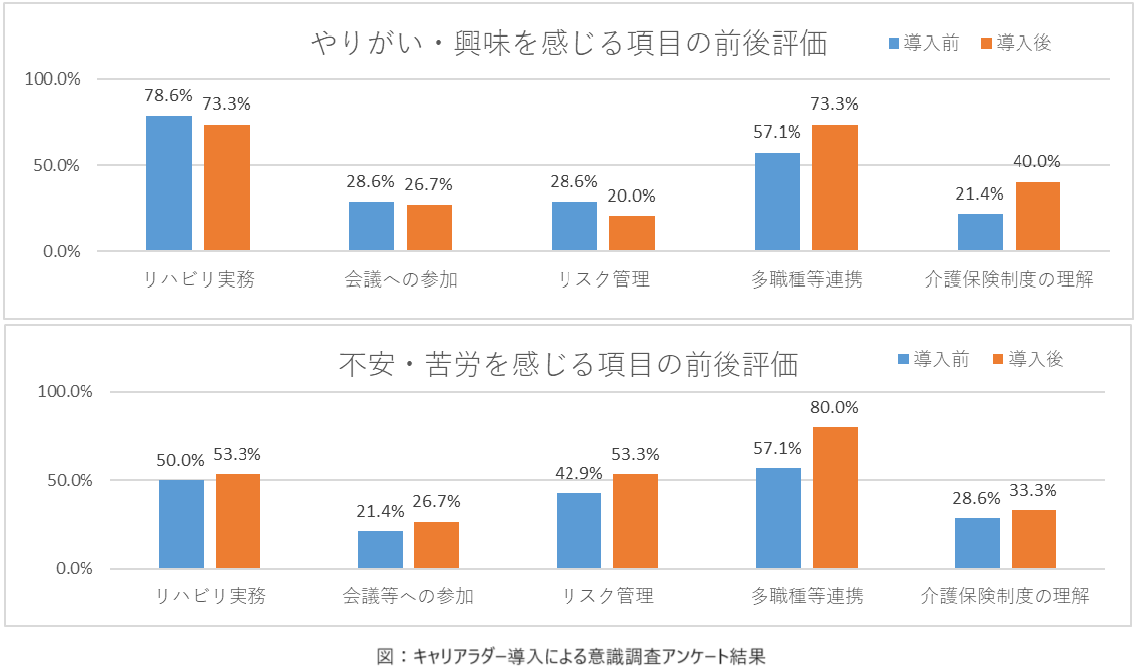 やりがい・興味を感じる項目の前後評価
導入前 導入後
100.0%
50.0%
0.0%
78.6% 73.3%
28.6% 26.7%
28.6% 20.0%
57.1% 73.3%
21.4% 40.0%
リハビリ実務 会議への参加 リスク管理 多職種等連携 介護保険制度の理解
不安・苦労を感じる項目の前後評価
導入前 導入後
100.0%
50.0%
0.0%
50.0% 53.3%
21.4% 26.7%
42.9% 53.3%
57.1% 80.0%
28.6% 33.3%
リハビリ実務 会議等への参加 リスク管理 多職種等連携 介護保険制度の理解
図：キャリアラダー導入による意識調査アンケート結果